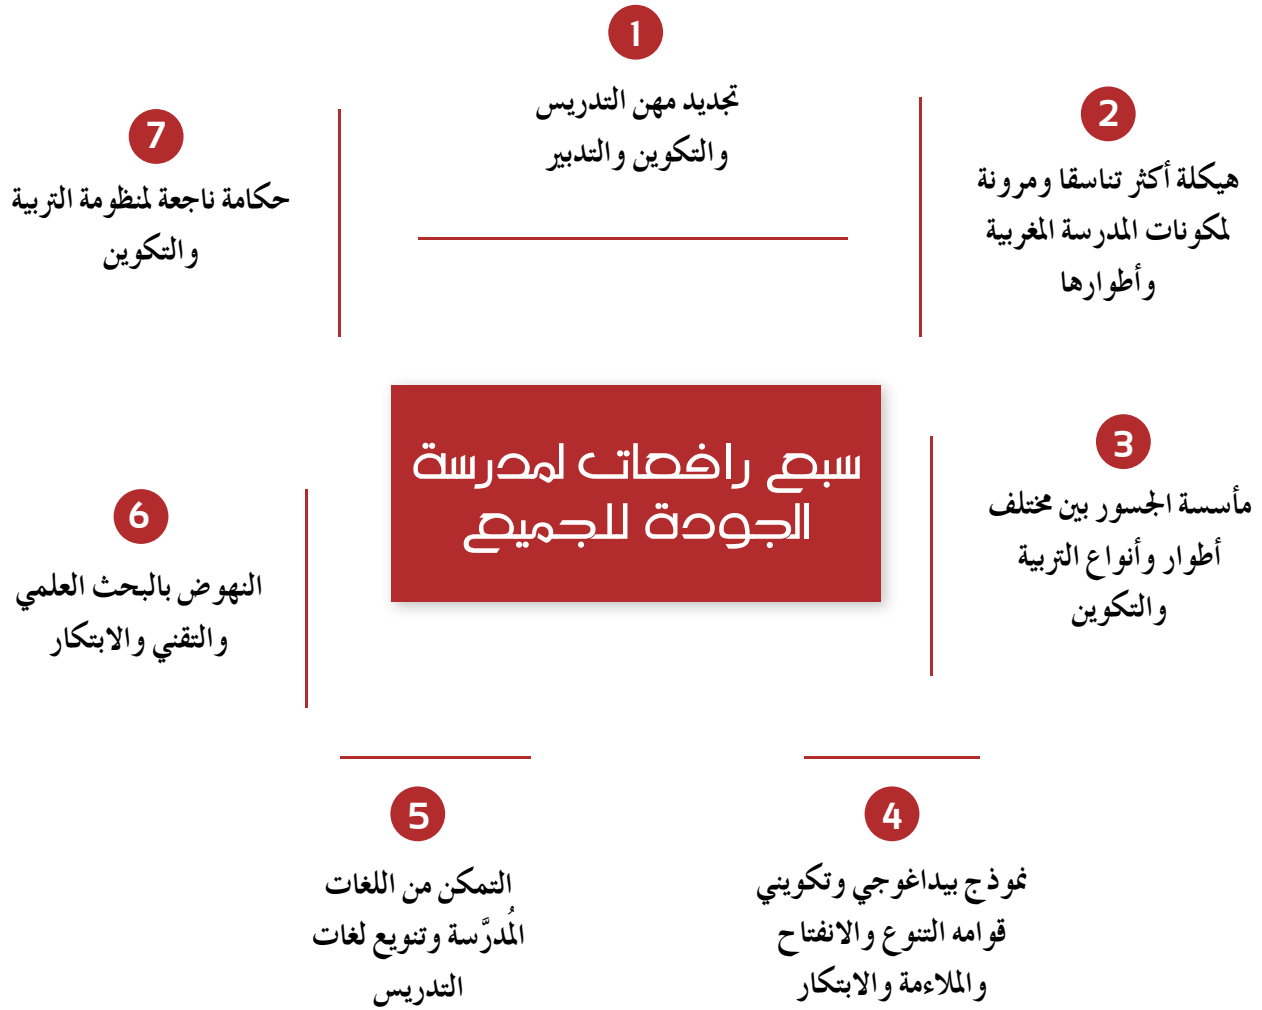 1
تجديد مهن التدريس
والتكوين والتدبير
2
هيكلة أكثر تناسقا ومرونة
لمكونات المدرسة المغربية
وأطوارها
3
مأسسة الجسور بين مختلف
أطوار وأنواع التربية
والتكوين
4
نموذج بيداغوجي وتكويني
قوامه التنوع والانفتاح
والملاءمة والابتكار
5
التمكن من اللغات
المُدرَّسة وتنويع لغات
التدريس
6
النهوض بالبحث العلمي
والتقني والابتكار
7
حكامة ناجعة لمنظومة التربية
والتكوين
سبع رافعات لمدرسة
الجودة للجميع